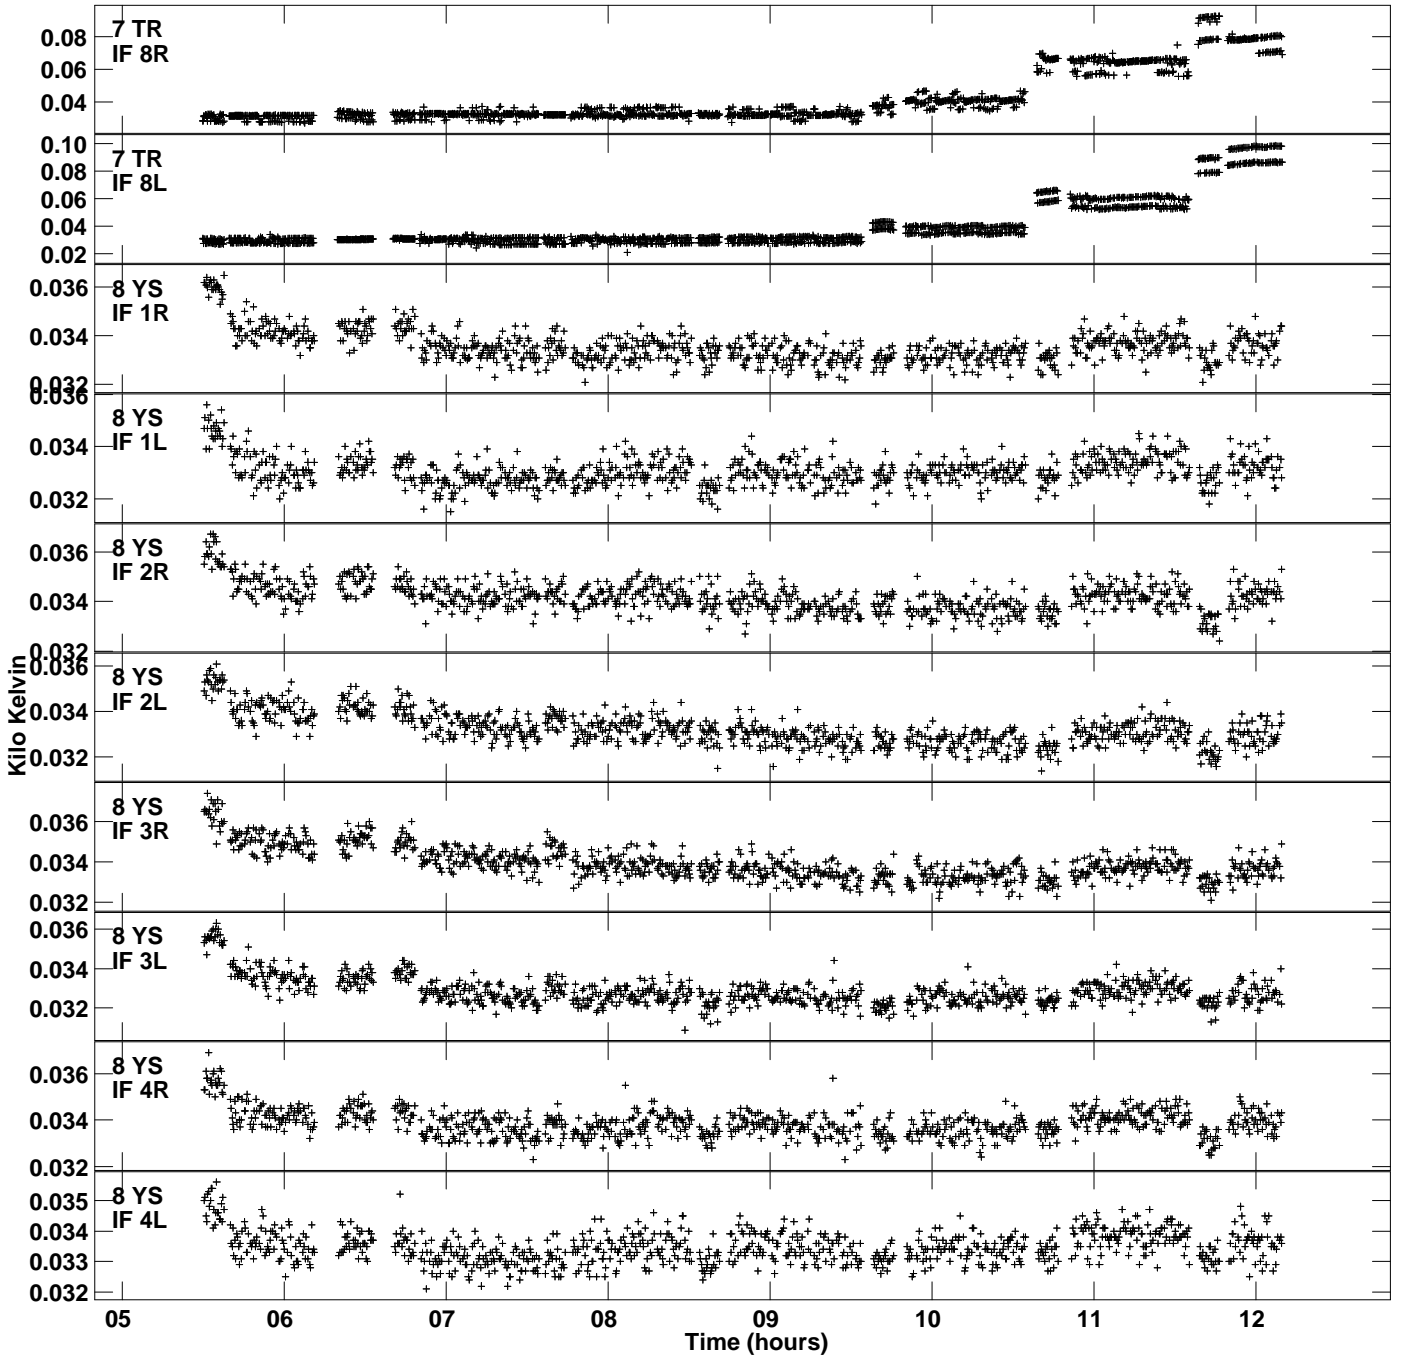 7 TR
IF 8R
0.08
0.06
0.04
7 TR
IF 8L
0.10
0.08
0.06
0.04
0.02
8 YS
IF 1R
0.036
0.034
0.032
8 YS
IF 1L
0.036
0.034
0.032
8 YS
IF 2R
0.036
0.034
0.032
8 YS
IF 2L
0.036
0.034
0.032
8 YS
IF 3R
0.036
0.034
0.032
8 YS
IF 3L
0.036
0.034
0.032
8 YS
IF 4R
0.036
0.034
0.032
8 YS
IF 4L
0.035
0.034
0.033
0.032
Kilo Kelvin
05 06 07 08 09 10 11 12
Time (hours)